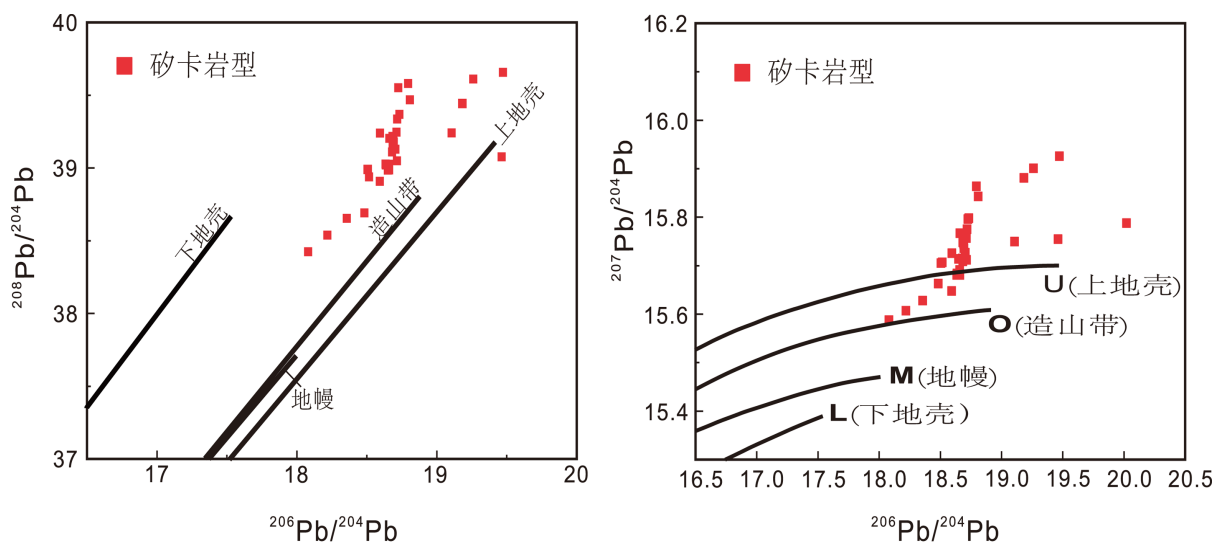 40
39
38
37
17
18
19
20
²⁰⁸Pb/²⁰⁴Pb
²⁰⁶Pb/²⁰⁴Pb
矽卡岩型
下地壳
造山带
上地壳
地幔
16.2
16.0
15.8
15.6
15.4
16.5
17.0
17.5
18.0
18.5
19.0
19.5
20.0
20.5
²⁰⁷Pb/²⁰⁴Pb
²⁰⁶Pb/²⁰⁴Pb
矽卡岩型
U(上地壳)
O(造山带)
M(地幔)
L(下地壳)